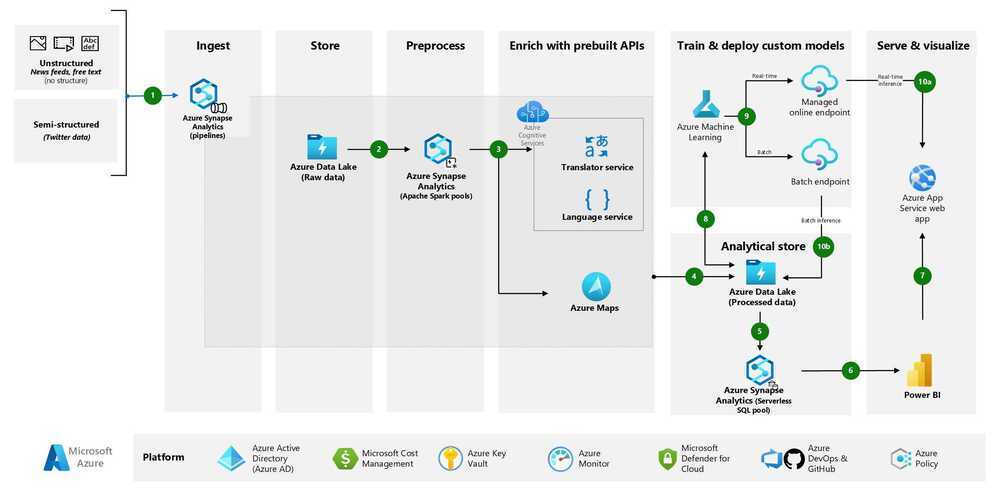 Abc
def
Unstructured
News feeds, free text
(no structure)
Semi-structured
(Twitter data)
1
Ingest
Azure Synapse
Analytics
(pipelines)
Store
Azure Data Lake
(Raw data)
2
Preprocess
Azure Synapse
Analytics
(Apache Spark pools)
3
Enrich with prebuilt APIs
Azure
Cognitive
Services
Translator service
Language service
Azure Maps
Train & deploy custom models
Azure Machine
Learning
9
Real-time
Managed
online endpoint
Batch
Batch endpoint
8
Batch inference
10b
Analytical store
4
Azure Data Lake
(Processed data)
5
Azure Synapse
Analytics (Serverless
SQL pool)
6
Serve & visualize
Real-time
inference
10a
Azure App
Service web
app
7
Power BI
Microsoft
Azure
Platform
Azure Active
Directory
(Azure AD)
Microsoft Cost
Management
Azure Key
Vault
Azure
Monitor
Microsoft
Defender for
Cloud
Azure
DevOps &
GitHub
Azure
Policy